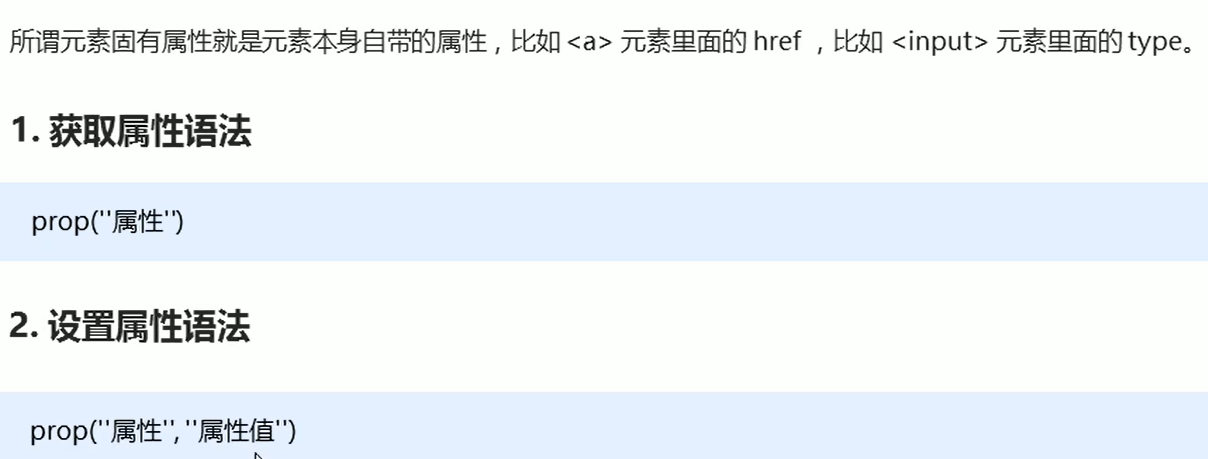 所谓元素固有属性就是元素本身自带的属性，比如 <a> 元素里面的 href ，比如 <input> 元素里面的 type。
1. 获取属性语法
prop(''属性'')
2. 设置属性语法
prop(''属性'', ''属性值'')